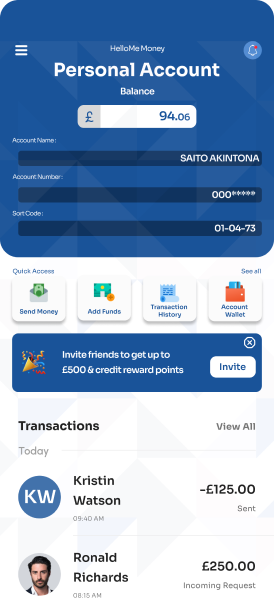 HelloMe Money
Personal Account
Balance
£ 94.06
Account Name:
SAITO AKINTONA
Account Number:
000*****
Sort Code:
01-04-73
Quick Access See all
Send Money
Add Funds
Transaction
History
Account
Wallet
Invite friends to get up to
£500 & credit reward points
Invite
Transactions View All
Today
KW
Kristin
Watson
09:40 AM
-£125.00
Sent
Ronald
Richards
08:15 AM
£250.00
Incoming Request